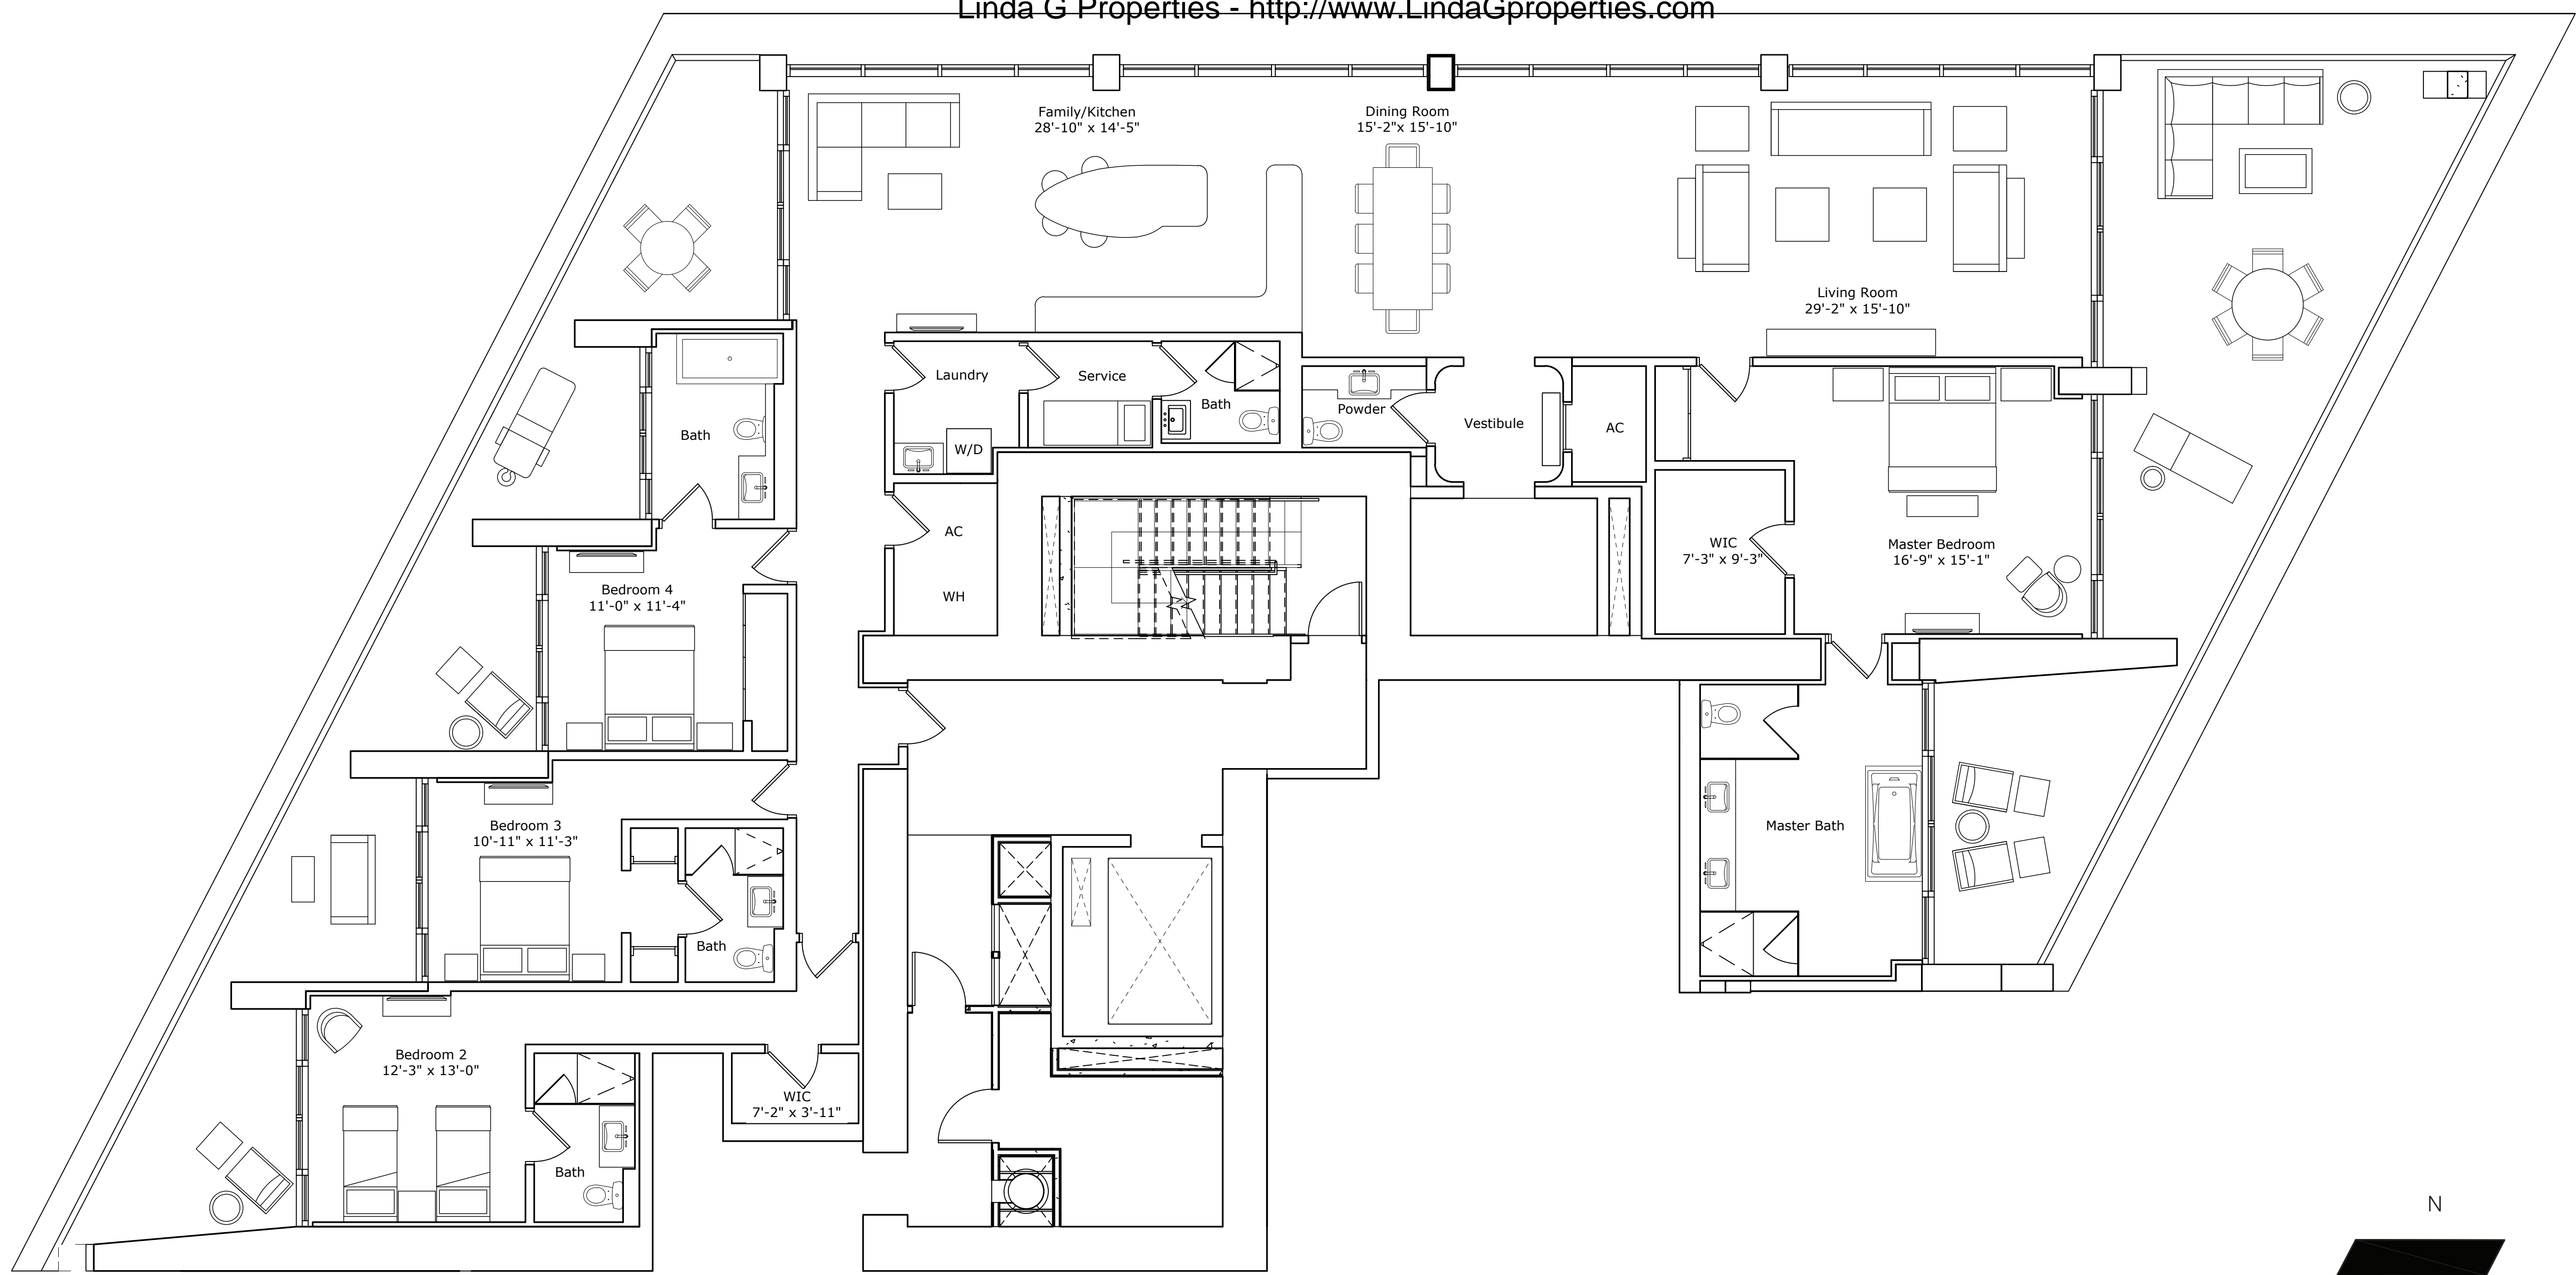 Linda G Properties - http://www.LindaGproperties.com
Family/Kitchen
28'-10" x 14'-5"
Dining Room
15'-2"x 15'-10"
Living Room
29'-2" x 15'-10"
Laundry
Service
Bath
Powder
Vestibule
AC
W/D
Bath
AC
WH
WIC
7'-3" x 9'-3"
Master Bedroom
16'-9" x 15'-1"
Bedroom 4
11'-0" x 11'-4"
Bedroom 3
10'-11" x 11'-3"
Bath
Master Bath
Bedroom 2
12'-3" x 13'-0"
WIC
7'-2" x 3'-11"
Bath
N